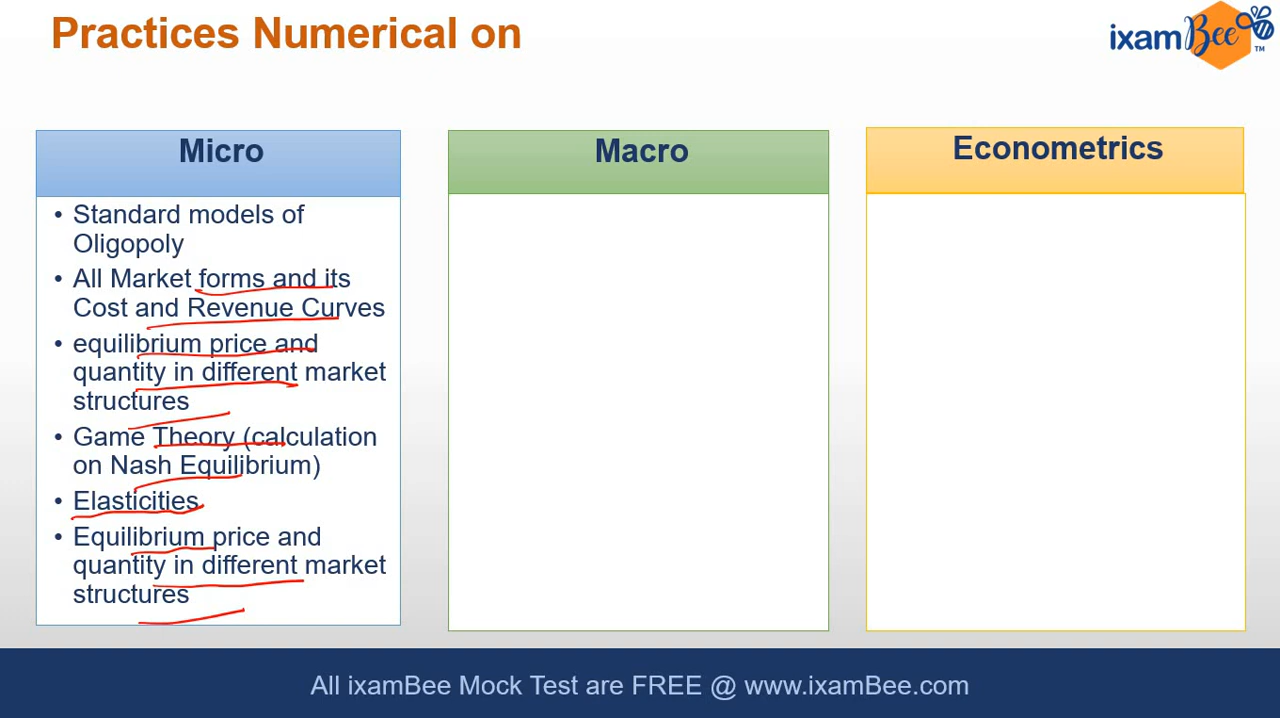 Practices Numerical on
ixamBee
TM
Micro
• Standard models of
Oligopoly
• All Market forms and its
Cost and Revenue Curves
• equilibrium price and
quantity in different market
structures
• Game Theory (calculation
on Nash Equilibrium)
• Elasticities
• Equilibrium price and
quantity in different market
structures
Macro
Econometrics
All ixamBee Mock Test are FREE @ www.ixamBee.com